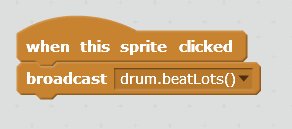 when this sprite clicked
broadcast drum.beatLots()